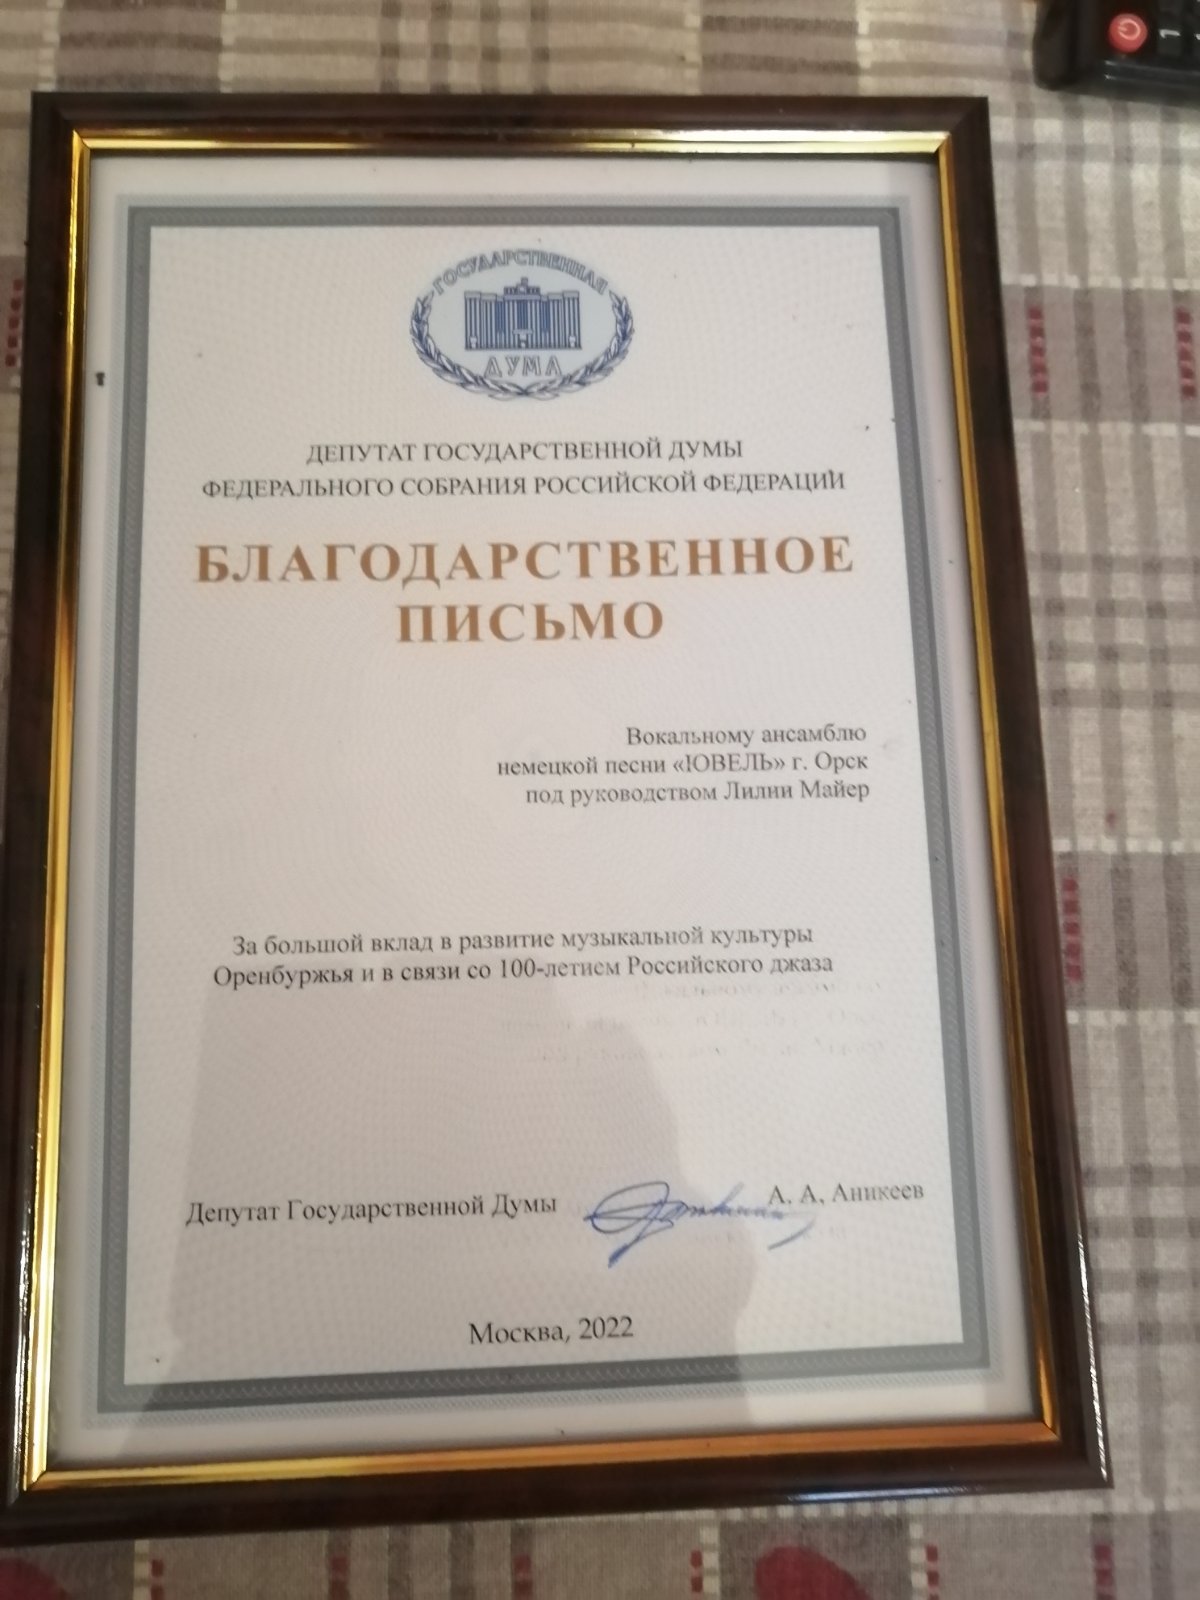 ГОСУДАРСТВЕННАЯ
ДУМА
ДЕПУТАТ ГОСУДАРСТВЕННОЙ ДУМЫ
ФЕДЕРАЛЬНОГО СОБРАНИЯ РОССИЙСКОЙ ФЕДЕРАЦИИ
БЛАГОДАРСТВЕННОЕ
ПИСЬМО
Вокальному ансамблю
немецкой песни «ЮВЕЛЬ» г. Орск
под руководством Лилии Майер
За большой вклад в развитие музыкальной культуры
Оренбуржья и в связи со 100-летием Российского джаза
Депутат Государственной Думы А. А. Аникеев
Москва, 2022
1